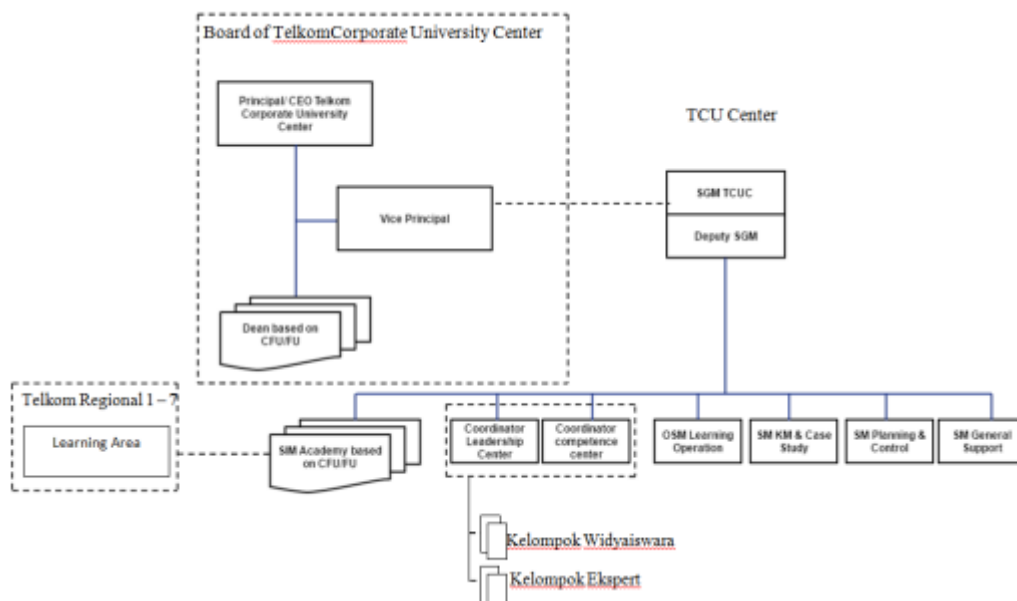 Board of TelkomCorporate University Center
Principal/ CEO Telkom
Corporate University
Center
TCU Center
SGM TCUC
Vice Principal
Deputy SGM
Dean based on
CFU/FU
Telkom Regional 1 – 7
Learning Area
SIM Academy based
on CFU/FU
Coordinator
Leadership
Center
Coordinator
competence
center
OSM Learning
Operation
SM KM & Case
Study
SM Planning &
Control
SM General
Support
Kelompok Widyaiswara
Kelompok Ekspert